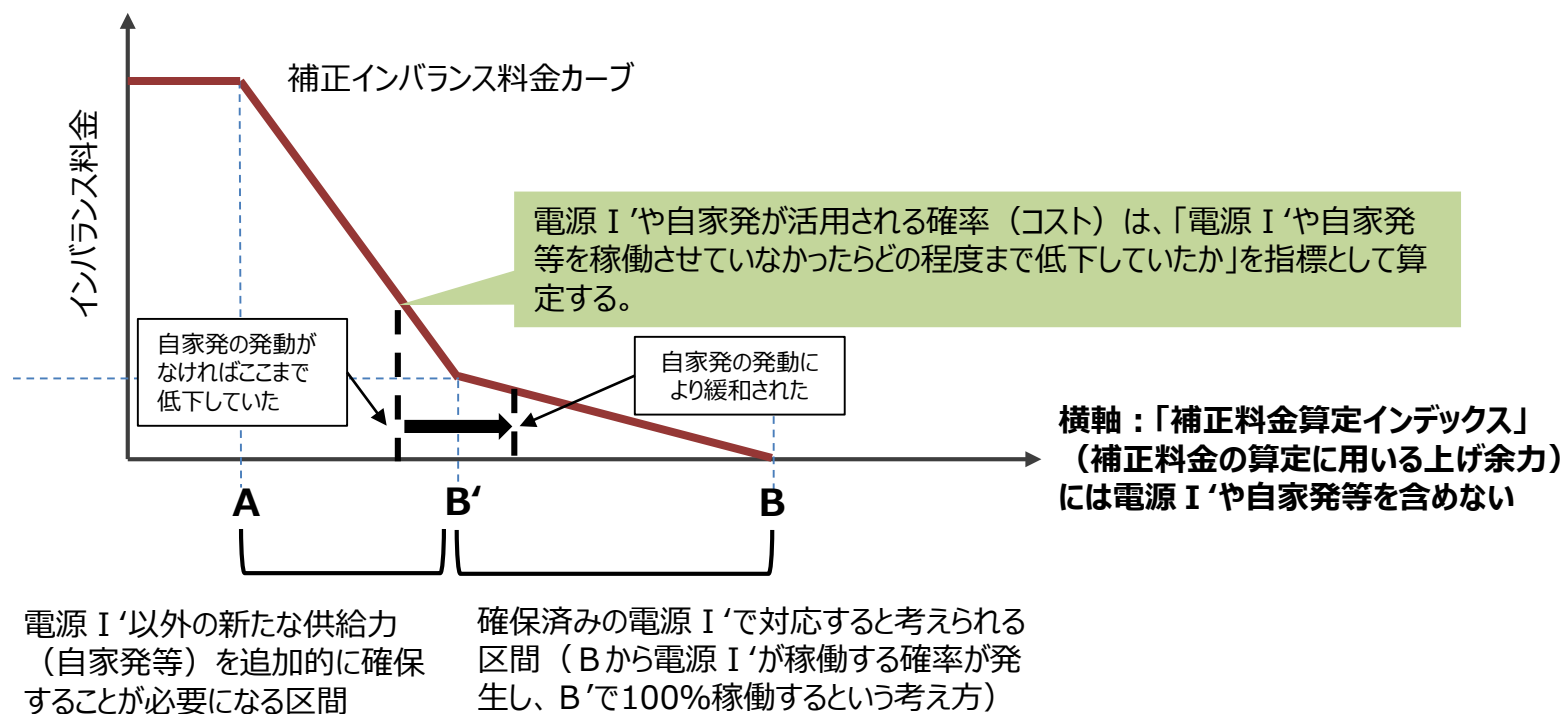 補正インバランス料金カーブ
インバランス料金
電源Ⅰ’や自家発が活用される確率（コスト）は、「電源Ⅰ‘や自家発
等を稼働させていなかったらどの程度まで低下していたか」を指標として算
定する。
自家発の発動が
なければここまで
低下していた
自家発の発動に
より緩和された
横軸：「補正料金算定インデックス」
（補正料金の算定に用いる上げ余力）
には電源Ⅰ‘や自家発等を含めない
A
B‘
B
電源Ⅰ‘以外の新たな供給力
（自家発等）を追加的に確保
することが必要になる区間
確保済みの電源Ⅰ‘で対応すると考えられる
区間（Bから電源Ⅰ‘が稼働する確率が発
生し、B’で100%稼働するという考え方）